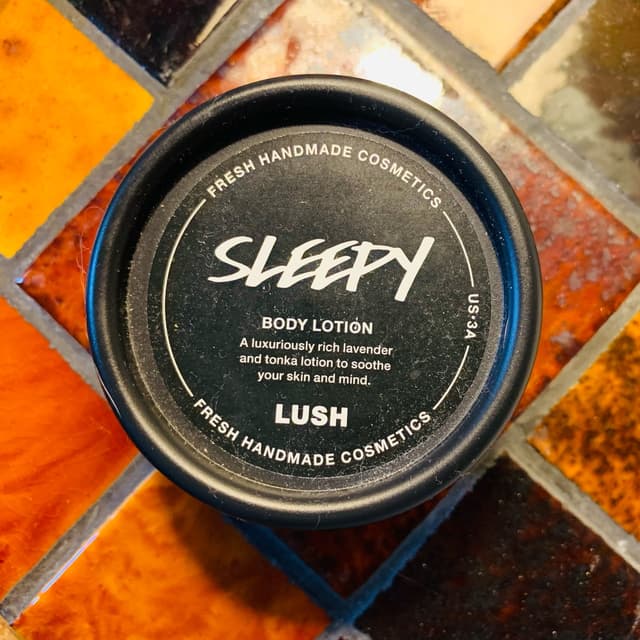 FRESH HANDMADE COSMETICS
SLEEPY
US·3A
BODY LOTION
A luxuriously rich lavender
and tonka lotion to soothe
your skin and mind.
LUSH
FRESH HANDMADE COSMETICS